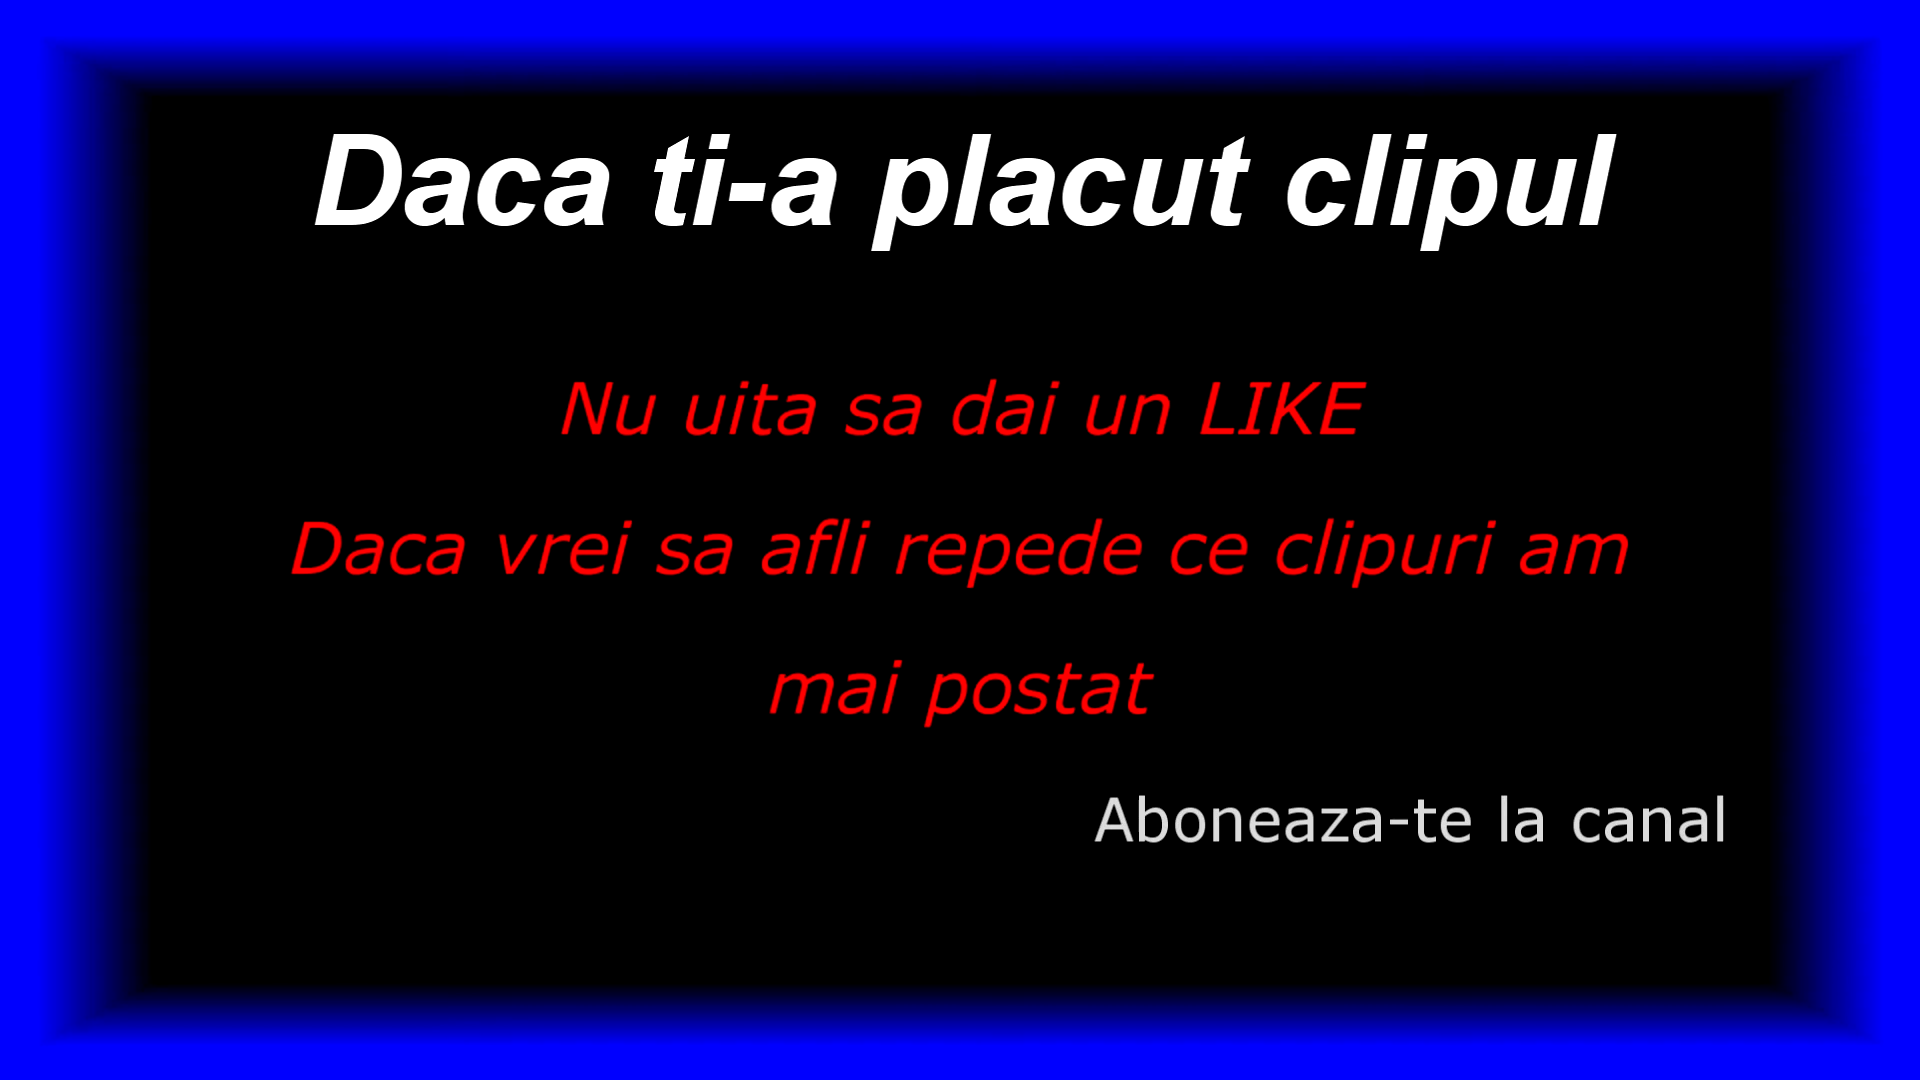 Daca ti-a placut clipul
Nu uita sa dai un LIKE
Daca vrei sa afli repede ce clipuri am
mai postat
Aboneaza-te la canal